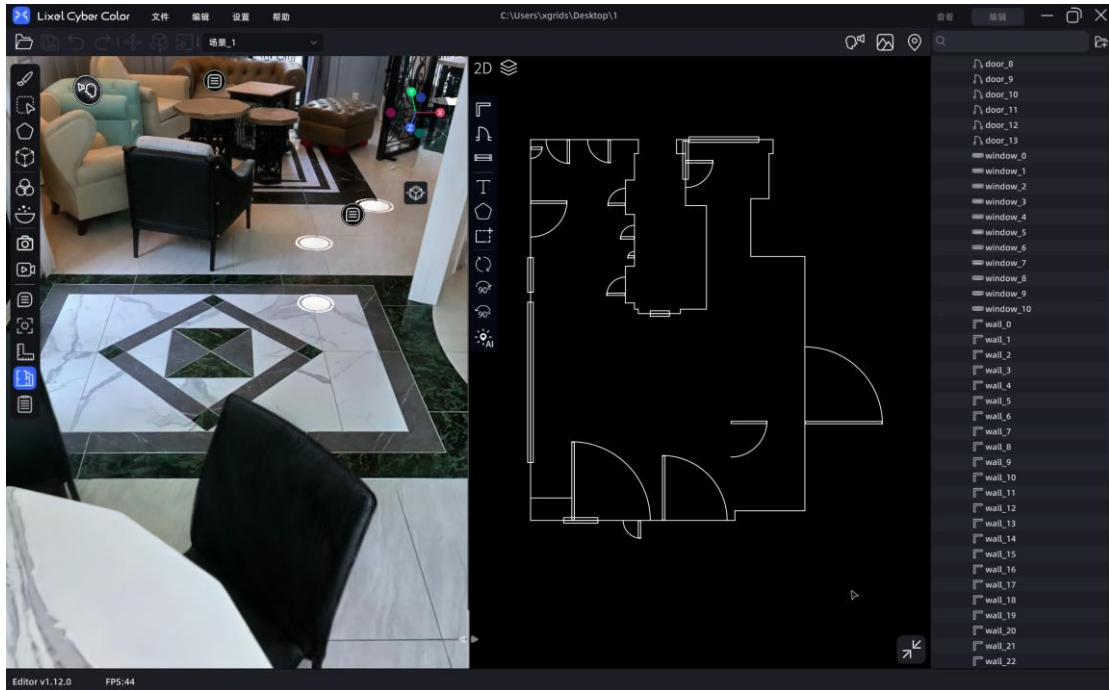 Lixel Cyber Color 文件 编辑 设置 帮助 C:\Users\xgrids\Desktop\1 查看 编辑
场景_1
2D
door_8
door_9
door_10
door_11
door_12
door_13
window_0
window_1
window_2
window_3
window_4
window_5
window_6
window_7
window_8
window_9
window_10
wall_0
wall_1
wall_2
wall_3
wall_4
wall_5
wall_6
wall_7
wall_8
wall_9
wall_10
wall_11
wall_12
wall_13
wall_14
wall_15
wall_16
wall_17
wall_18
wall_19
wall_20
wall_21
wall_22
Y
X
Z
T
90°
90°
AI
Editor v1.12.0 FPS:44